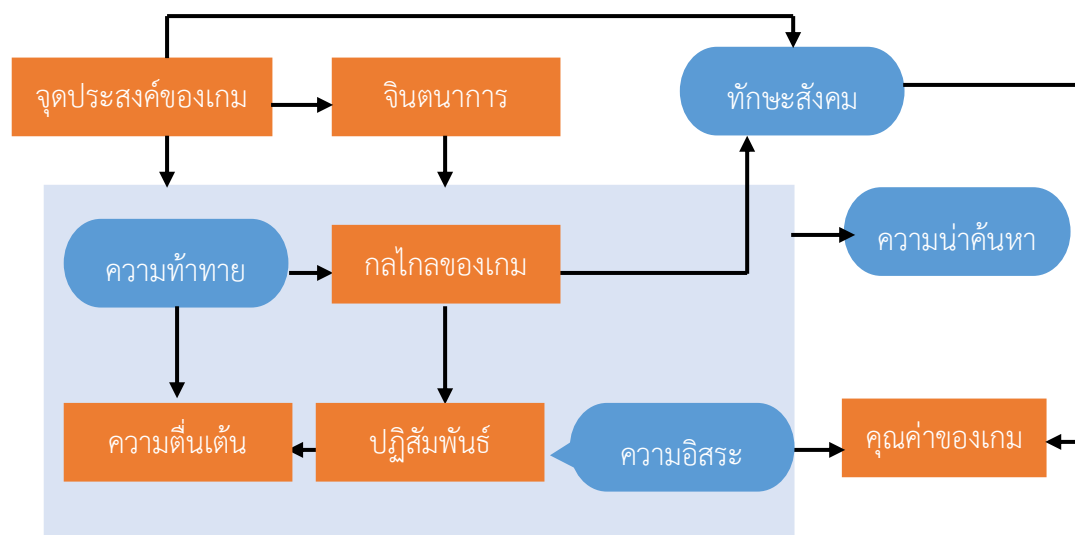 จุดประสงค์ของเกม
จินตนาการ
ทักษะสังคม
ความท้าทาย
กลไกลของเกม
ความน่าค้นหา
ความตื่นเต้น
ปฏิสัมพันธ์
ความอิสระ
คุณค่าของเกม